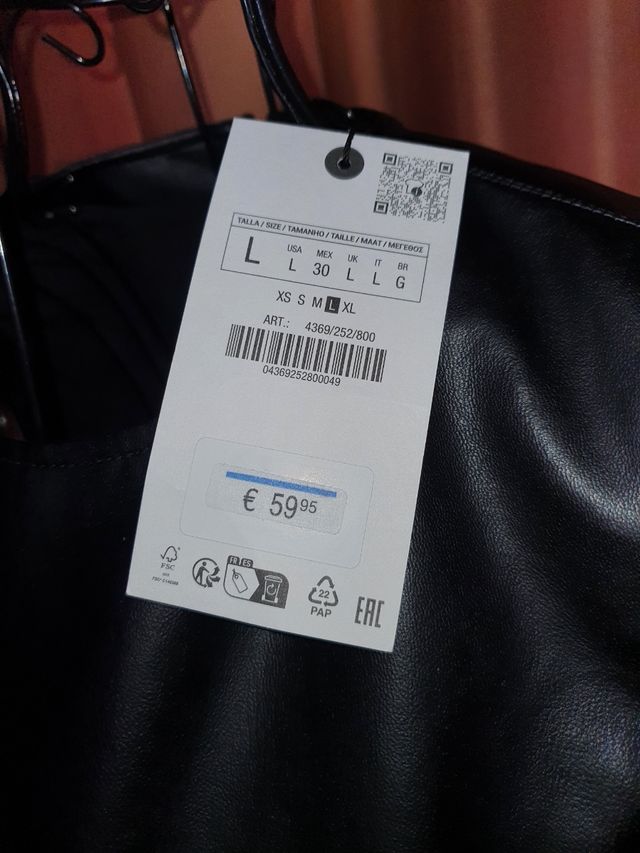 TALLA / SIZE / TAMANHO / TAILLE / MAAT / ΜΕΓΕΘΟΣ
L USA MEX UK IT BR
L 30 L L G
XS S M L XL
ART.: 4369/252/800
04369252800049
€ 59 95
FSC
FR ES
22
PAP
EAC